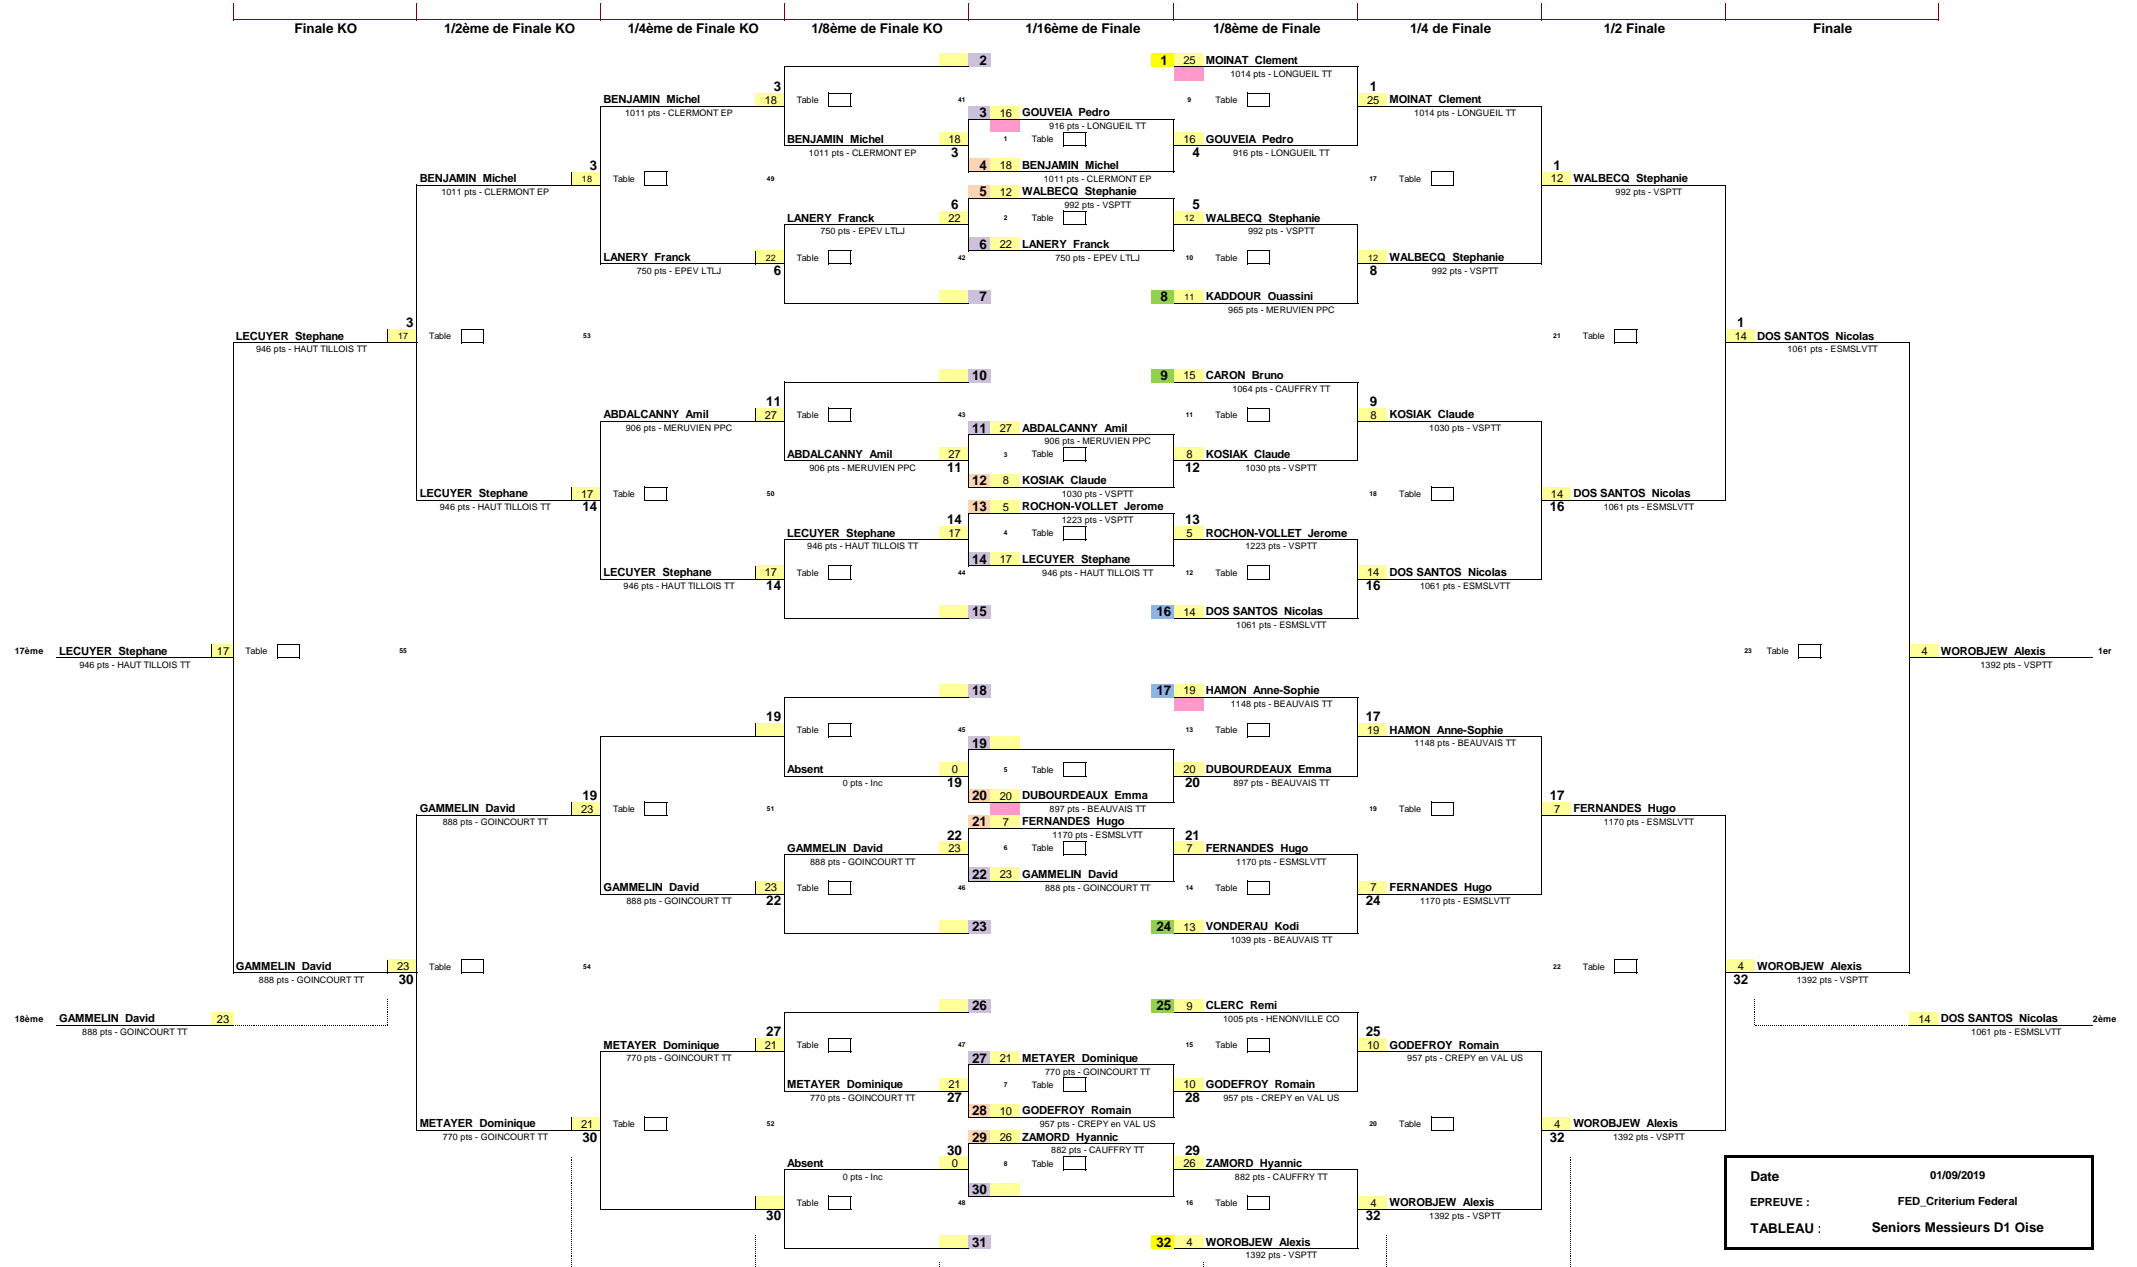 Finale KO 1/2ème de Finale KO 1/4ème de Finale KO 1/8ème de Finale KO 1/16ème de Finale 1/8ème de Finale 1/4 de Finale 1/2 Finale Finale
2 1 25 MOINAT Clement
1014 pts - LONGUEIL TT
3 1
BENJAMIN Michel 18 Table 41 9 Table 25 MOINAT Clement
1011 pts - CLERMONT EP 3 16 GOUVEIA Pedro 1014 pts - LONGUEIL TT
916 pts - LONGUEIL TT
BENJAMIN Michel 18 1 Table 16 GOUVEIA Pedro
1011 pts - CLERMONT EP 3 4 916 pts - LONGUEIL TT
3 4 18 BENJAMIN Michel 1
BENJAMIN Michel 18 Table 49 1011 pts - CLERMONT EP 17 Table 12 WALBECQ Stephanie
1011 pts - CLERMONT EP 5 12 WALBECQ Stephanie 992 pts - VSPTT
6 992 pts - VSPTT 5
LANERY Franck 22 2 Table 12 WALBECQ Stephanie
750 pts - EPEV LTLJ 992 pts - VSPTT
6 22 LANERY Franck
LANERY Franck 22 Table 42 750 pts - EPEV LTLJ 10 Table 12 WALBECQ Stephanie
750 pts - EPEV LTLJ 6 8 992 pts - VSPTT
7 8 11 KADDOUR Ouassini
965 pts - MERUVIEN PPC
3 1
LECUYER Stephane 17 Table 53 21 Table 14 DOS SANTOS Nicolas
946 pts - HAUT TILLOIS TT 1061 pts - ESMSLVTT
10 9 15 CARON Bruno
1064 pts - CAUFFRY TT
11 9
ABDALCANNY Amil 27 Table 43 11 Table 8 KOSIAK Claude
906 pts - MERUVIEN PPC 11 27 ABDALCANNY Amil 1030 pts - VSPTT
906 pts - MERUVIEN PPC
ABDALCANNY Amil 27 3 Table 8 KOSIAK Claude
906 pts - MERUVIEN PPC 11 12 1030 pts - VSPTT
12 8 KOSIAK Claude
LECUYER Stephane 17 Table 50 1030 pts - VSPTT 18 Table 14 DOS SANTOS Nicolas
946 pts - HAUT TILLOIS TT 14 13 5 ROCHON-VOLLET Jerome 16 1061 pts - ESMSLVTT
14 1223 pts - VSPTT 13
LECUYER Stephane 17 4 Table 5 ROCHON-VOLLET Jerome
946 pts - HAUT TILLOIS TT 1223 pts - VSPTT
14 17 LECUYER Stephane
LECUYER Stephane 17 Table 44 946 pts - HAUT TILLOIS TT 12 Table 14 DOS SANTOS Nicolas
946 pts - HAUT TILLOIS TT 14 16 1061 pts - ESMSLVTT
15 16 14 DOS SANTOS Nicolas
1061 pts - ESMSLVTT
17ème LECUYER Stephane 17 Table 55 23 Table 4 WOROBJEW Alexis 1er
946 pts - HAUT TILLOIS TT 1392 pts - VSPTT
18 17 19 HAMON Anne-Sophie
1148 pts - BEAUVAIS TT
19 17
Table 45 13 Table 19 HAMON Anne-Sophie
19 1148 pts - BEAUVAIS TT
Absent 0 5 Table 20 DUBOURDEAUX Emma
0 pts - Inc 19 20 897 pts - BEAUVAIS TT
19 20 20 DUBOURDEAUX Emma 17
GAMMELIN David 23 Table 51 897 pts - BEAUVAIS TT 19 Table 7 FERNANDES Hugo
888 pts - GOINCOURT TT 21 7 FERNANDES Hugo 1170 pts - ESMSLVTT
22 1170 pts - ESMSLVTT 21
GAMMELIN David 23 6 Table 7 FERNANDES Hugo
888 pts - GOINCOURT TT 1170 pts - ESMSLVTT
22 23 GAMMELIN David
GAMMELIN David 23 Table 46 888 pts - GOINCOURT TT 14 Table 7 FERNANDES Hugo
888 pts - GOINCOURT TT 22 24 1170 pts - ESMSLVTT
23 24 13 VONDERAU Kodi
1039 pts - BEAUVAIS TT
GAMMELIN David 23 Table 54 22 Table 4 WOROBJEW Alexis
888 pts - GOINCOURT TT 30 32 1392 pts - VSPTT
26 25 9 CLERC Remi
18ème GAMMELIN David 23 1005 pts - HENONVILLE CO 14 DOS SANTOS Nicolas 2ème
888 pts - GOINCOURT TT 27 25 1061 pts - ESMSLVTT
METAYER Dominique 21 Table 47 15 Table 10 GODEFROY Romain
770 pts - GOINCOURT TT 27 21 METAYER Dominique 957 pts - CREPY en VAL US
770 pts - GOINCOURT TT
METAYER Dominique 21 7 Table 10 GODEFROY Romain
770 pts - GOINCOURT TT 27 28 957 pts - CREPY en VAL US
28 10 GODEFROY Romain
METAYER Dominique 21 Table 52 957 pts - CREPY en VAL US 20 Table 4 WOROBJEW Alexis
770 pts - GOINCOURT TT 30 29 26 ZAMORD Hyannic 32 1392 pts - VSPTT
30 882 pts - CAUFFRY TT 29
Absent 0 8 Table 26 ZAMORD Hyannic
0 pts - Inc 882 pts - CAUFFRY TT
30
Table 48 16 Table 4 WOROBJEW Alexis
30 32 1392 pts - VSPTT
31 32 4 WOROBJEW Alexis
1392 pts - VSPTT
Date 01/09/2019
EPREUVE : FED_Criterium Federal
TABLEAU : Seniors Messieurs D1 Oise